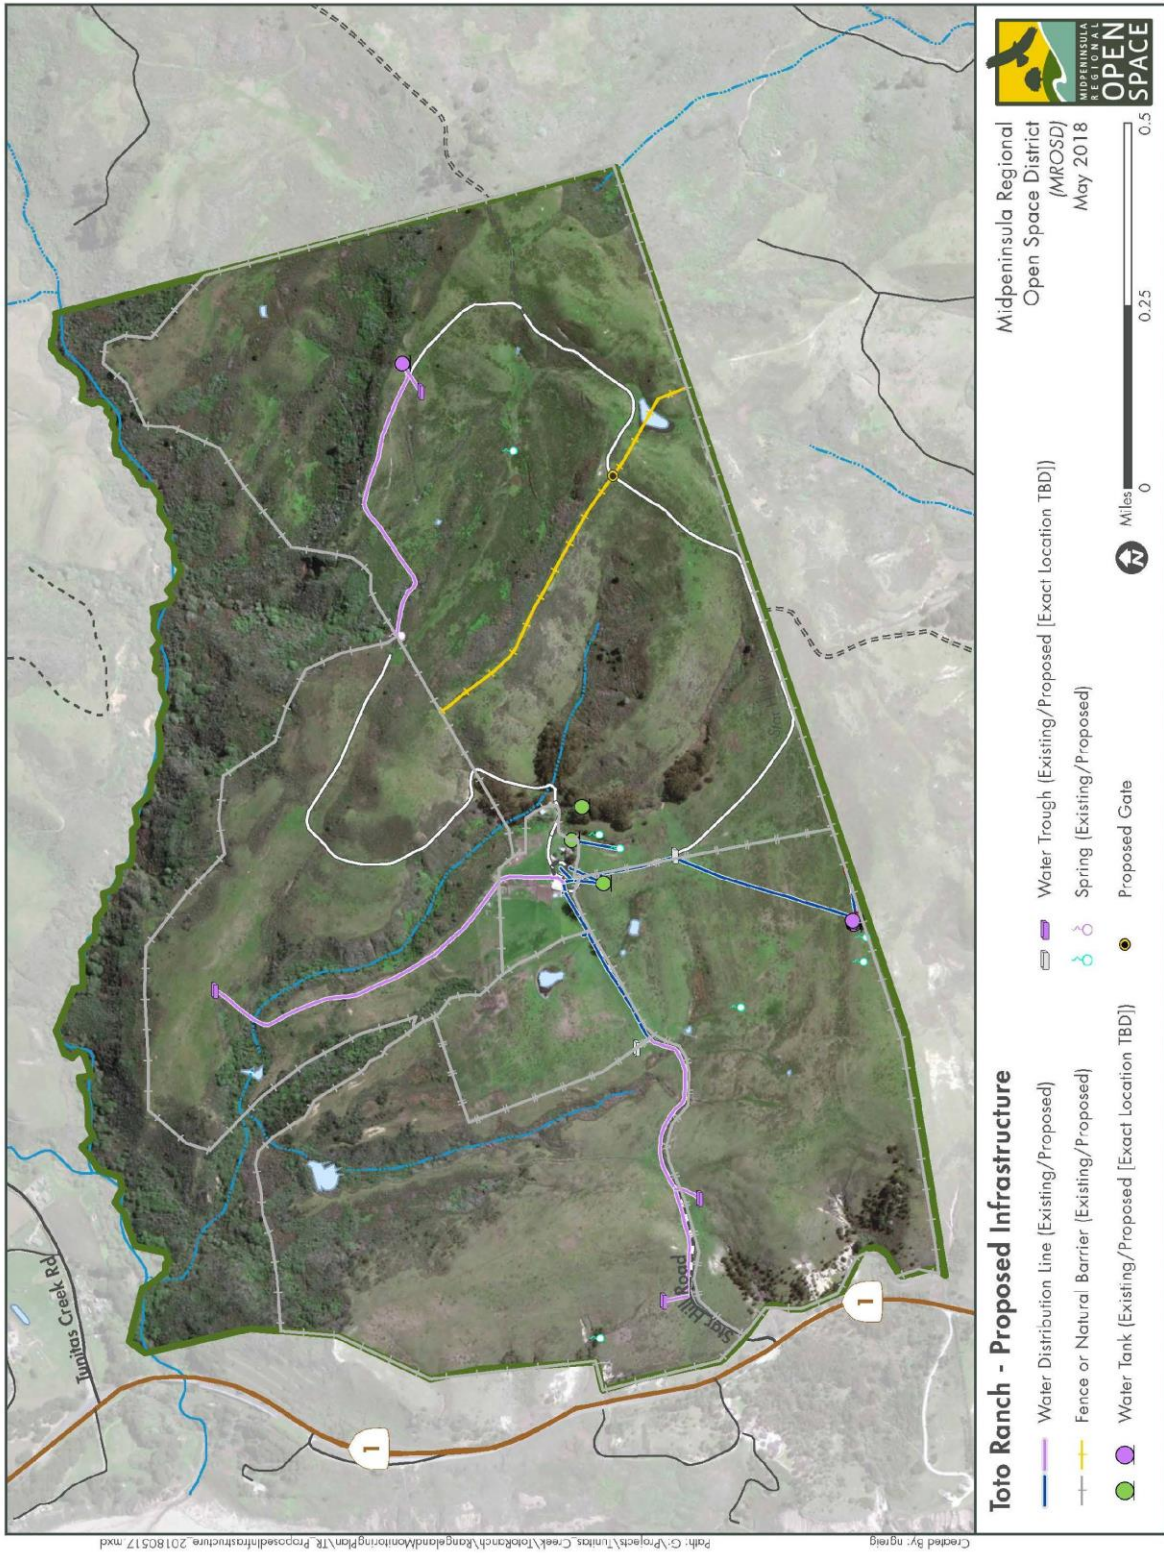 Tunitas Creek Rd
1
1
Star Hill Road
Star
Toto Ranch - Proposed Infrastructure
Water Distribution Line (Existing/Proposed)
Fence or Natural Barrier (Existing/Proposed)
Water Tank (Existing/Proposed [Exact Location TBD])
Water Trough (Existing/Proposed [Exact Location TBD])
Spring (Existing/Proposed)
Proposed Gate
N
Miles
0
0.25
0.5
Midpeninsula Regional
Open Space District
(MROSD)
May 2018
MIDPENINSULA
REGIONAL
OPEN
SPACE
Path: G:\Projects\Tunitas_Creek\TotoRanch\RangelandMonitoringPlan\TR_ProposedInfrastructure_20180517.mxd
Created By: ngreig